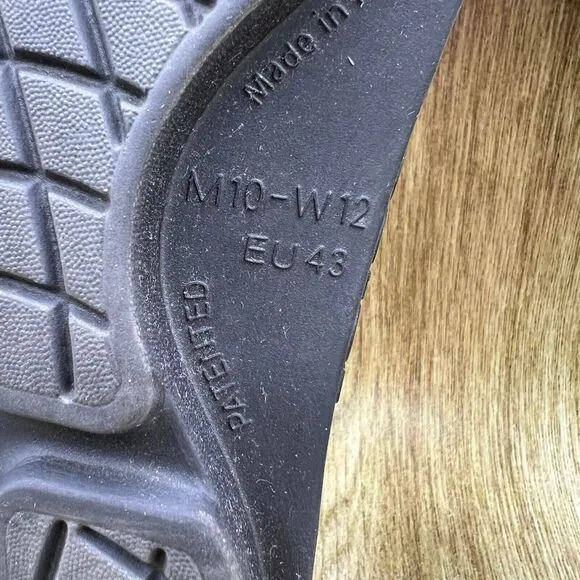 Made in
M10-W12
EU 43
PATENTED